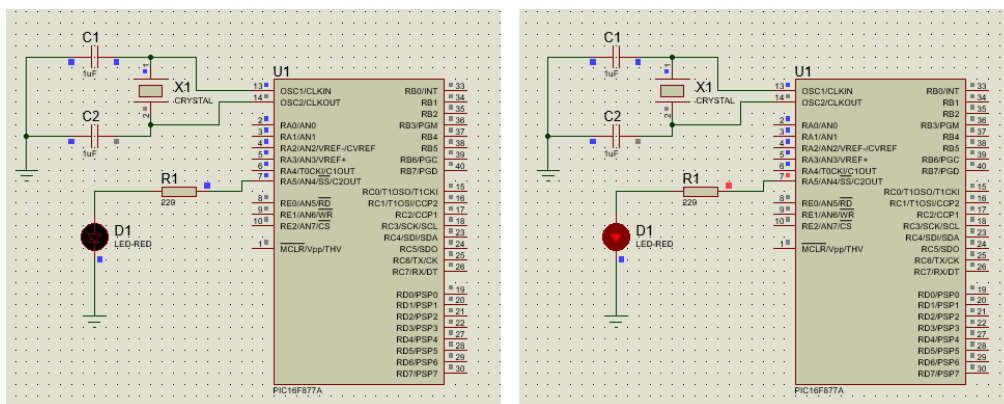 C1
1uF
X1
CRYSTAL
1
2
C2
1uF
R1
220
D1
LED-RED
U1
13 OSC1/CLKIN
14 OSC2/CLKOUT
2 RA0/AN0
3 RA1/AN1
4 RA2/AN2/VREF-/CVREF
5 RA3/AN3/VREF+
6 RA4/T0CKI/C1OUT
7 RA5/AN4/SS/C2OUT
8 RE0/AN5/RD
9 RE1/AN6/WR
10 RE2/AN7/CS
1 MCLR/Vpp/THV
RB0/INT 33
RB1 34
RB2 35
RB3/PGM 36
RB4 37
RB5 38
RB6/PGC 39
RB7/PGD 40
RC0/T1OSO/T1CKI 15
RC1/T1OSI/CCP2 16
RC2/CCP1 17
RC3/SCK/SCL 18
RC4/SDI/SDA 23
RC5/SDO 24
RC6/TX/CK 25
RC7/RX/DT 26
RD0/PSP0 19
RD1/PSP1 20
RD2/PSP2 21
RD3/PSP3 22
RD4/PSP4 27
RD5/PSP5 28
RD6/PSP6 29
RD7/PSP7 30
PIC16F877A
C1
1uF
X1
CRYSTAL
1
2
C2
1uF
R1
220
D1
LED-RED
U1
13 OSC1/CLKIN
14 OSC2/CLKOUT
2 RA0/AN0
3 RA1/AN1
4 RA2/AN2/VREF-/CVREF
5 RA3/AN3/VREF+
6 RA4/T0CKI/C1OUT
7 RA5/AN4/SS/C2OUT
8 RE0/AN5/RD
9 RE1/AN6/WR
10 RE2/AN7/CS
1 MCLR/Vpp/THV
RB0/INT 33
RB1 34
RB2 35
RB3/PGM 36
RB4 37
RB5 38
RB6/PGC 39
RB7/PGD 40
RC0/T1OSO/T1CKI 15
RC1/T1OSI/CCP2 16
RC2/CCP1 17
RC3/SCK/SCL 18
RC4/SDI/SDA 23
RC5/SDO 24
RC6/TX/CK 25
RC7/RX/DT 26
RD0/PSP0 19
RD1/PSP1 20
RD2/PSP2 21
RD3/PSP3 22
RD4/PSP4 27
RD5/PSP5 28
RD6/PSP6 29
RD7/PSP7 30
PIC16F877A